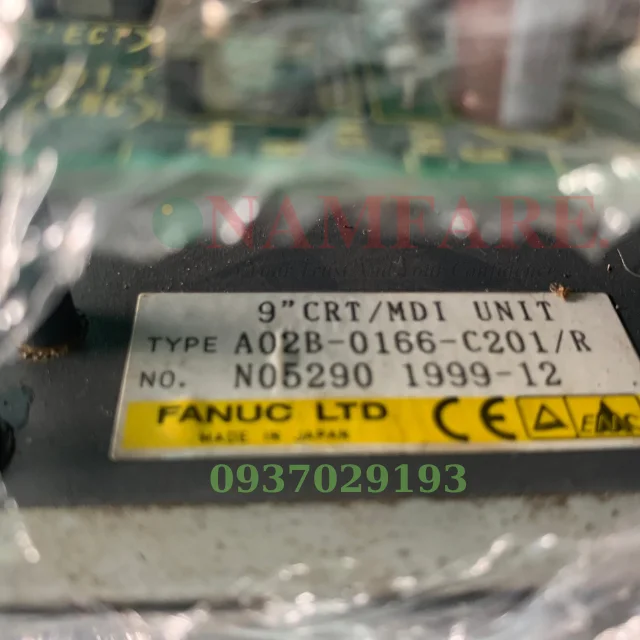 NAMFARE
9"CRT/MDI UNIT
TYPE A02B-0166-C201/R
NO. N05290 1999-12
FANUC LTD CE
MADE IN JAPAN
0937029193